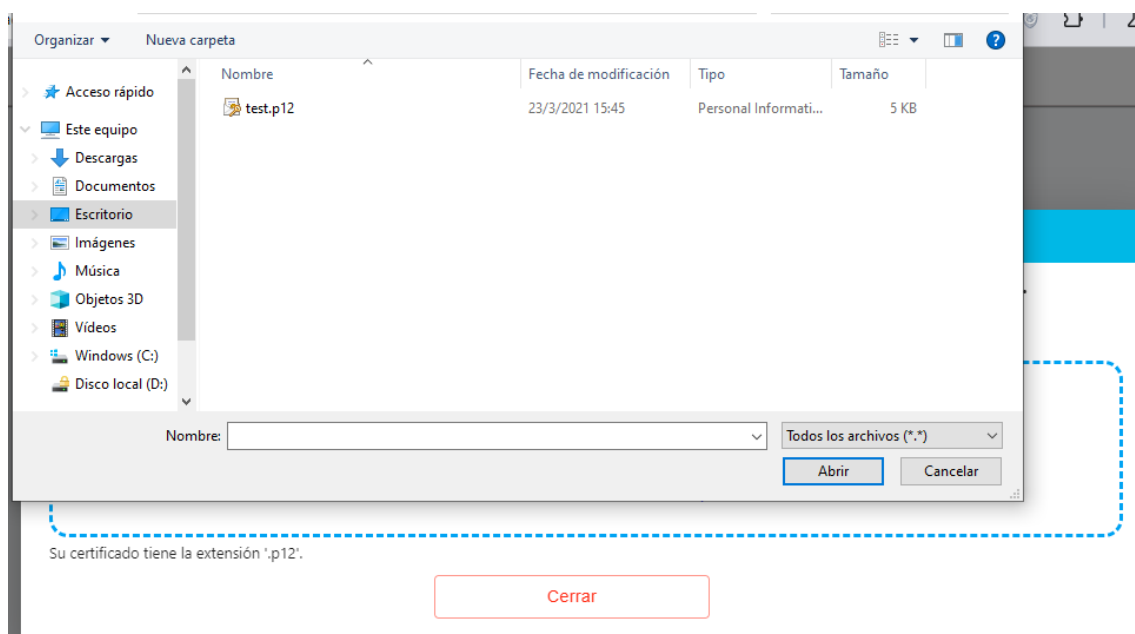 Organizar Nueva carpeta
Nombre Fecha de modificación Tipo Tamaño
test.p12 23/3/2021 15:45 Personal Informati... 5 KB
Acceso rápido
Este equipo
Descargas
Documentos
Escritorio
Imágenes
Música
Objetos 3D
Vídeos
Windows (C:)
Disco local (D:)
Nombre: Todos los archivos (*.*)
Abrir Cancelar
Su certificado tiene la extensión '.p12'.
Cerrar